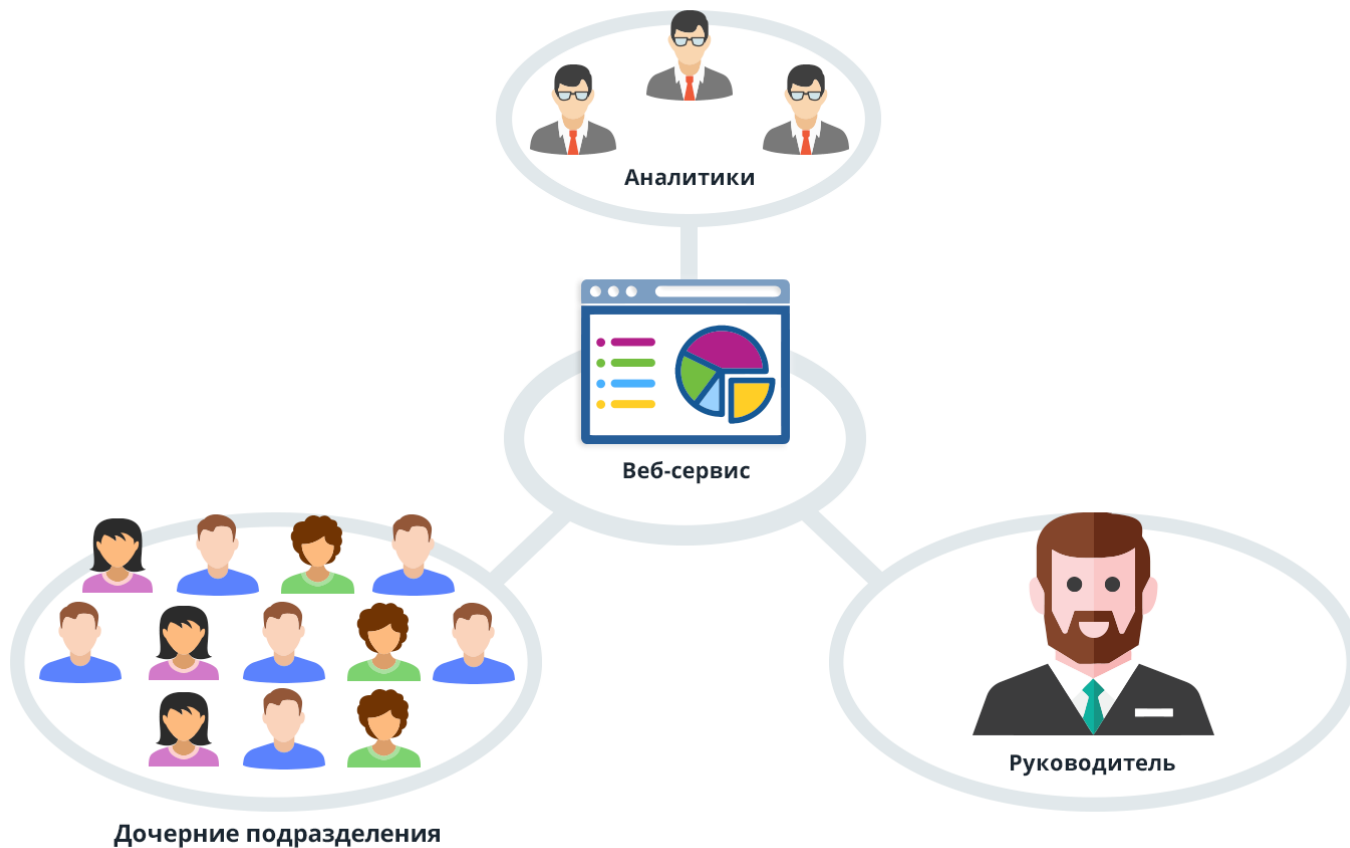 Аналитики
Веб-сервис
Руководитель
Дочерние подразделения